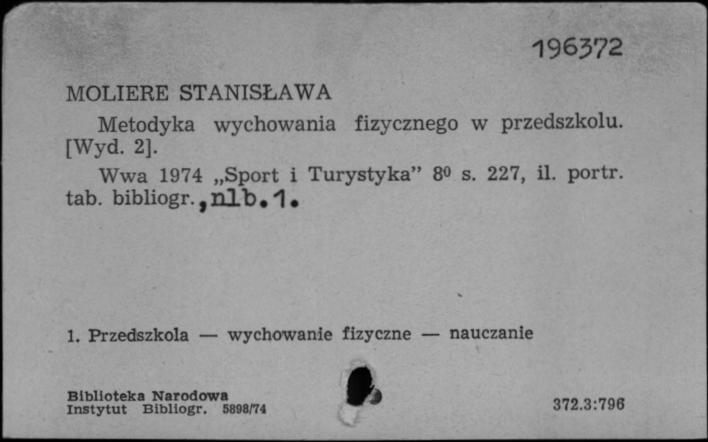 196372
MOLIERE STANISŁAWA
Metodyka wychowania fizycznego w przedszkolu.
[Wyd. 2].
Wwa 1974 „Sport i Turystyka” 8⁰ s. 227, il. portr.
tab. bibliogr., nlb.1.
1. Przedszkola — wychowanie fizyczne — nauczanie
Biblioteka Narodowa
Instytut Bibliogr. 5898/74
372.3:796